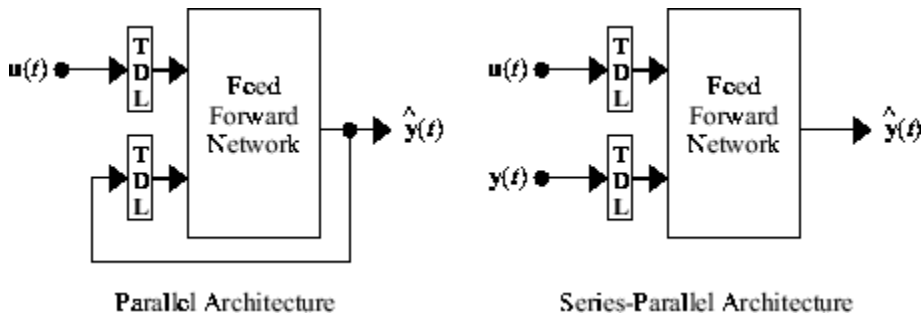 u(t)
T
D
L
T
D
L
Feed
Forward
Network
ŷ(t)
Parallel Architecture
u(t)
y(t)
T
D
L
T
D
L
Feed
Forward
Network
ŷ(t)
Series-Parallel Architecture